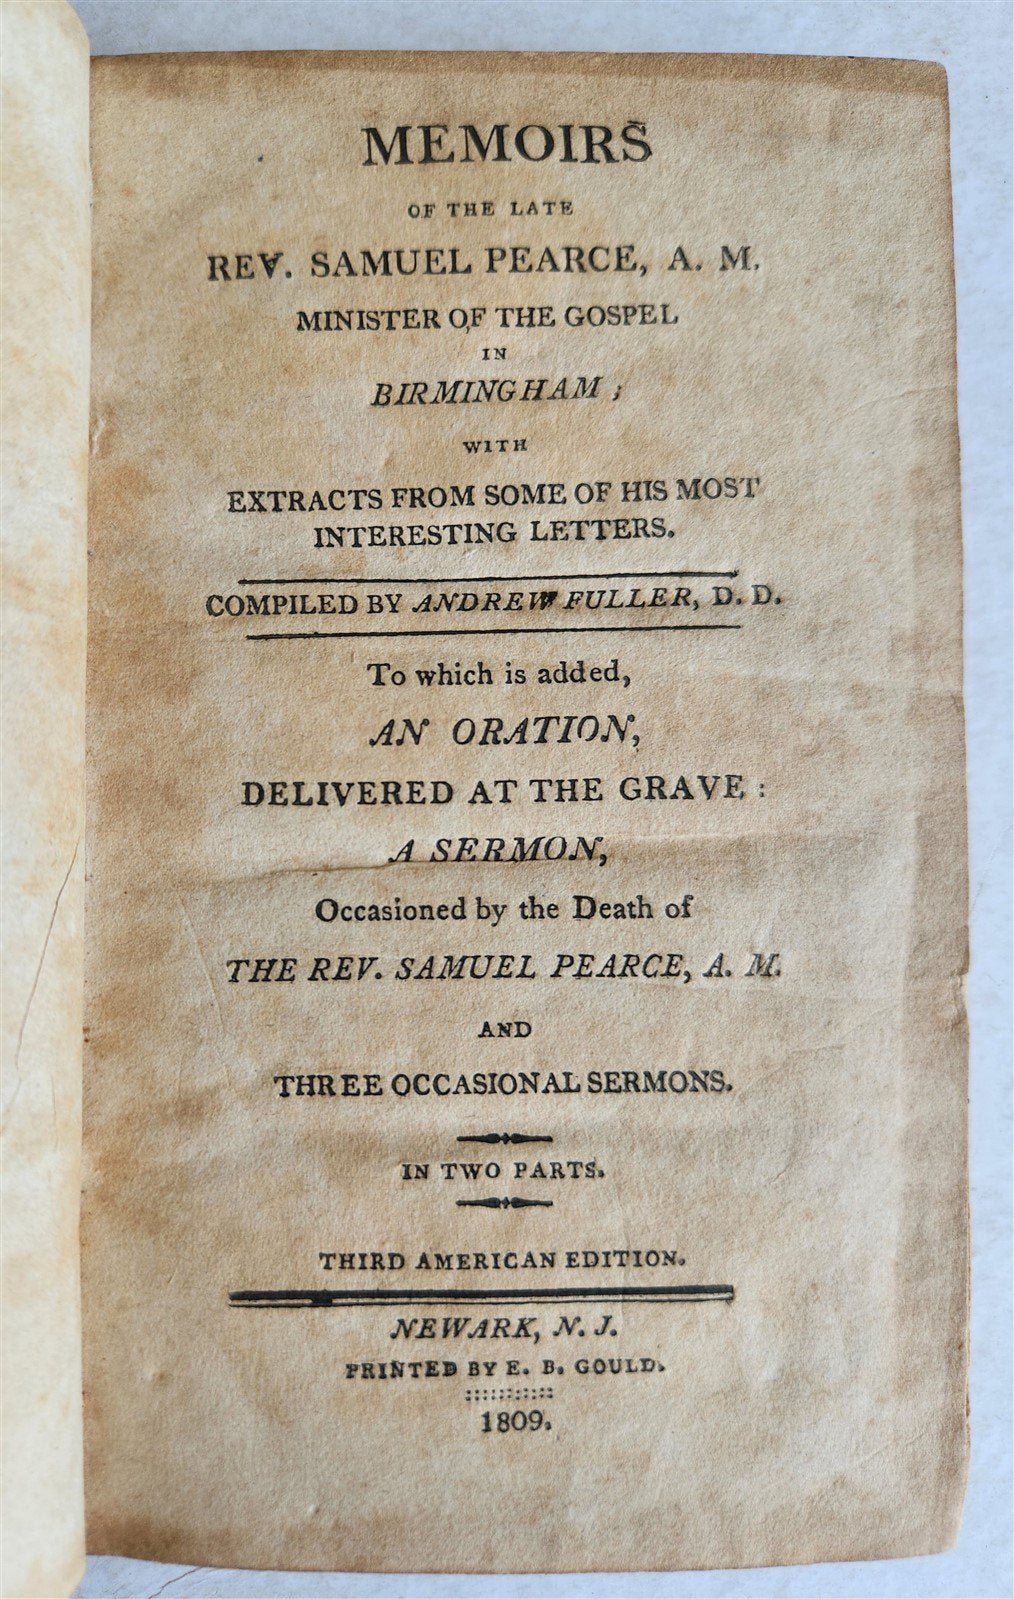 MEMOIRS
OF THE LATE
REV. SAMUEL PEARCE, A. M.
MINISTER OF THE GOSPEL
IN
BIRMINGHAM;
WITH
EXTRACTS FROM SOME OF HIS MOST
INTERESTING LETTERS.
COMPILED BY ANDREW FULLER, D. D.
To which is added,
AN ORATION,
DELIVERED AT THE GRAVE:
A SERMON,
Occasioned by the Death of
THE REV. SAMUEL PEARCE, A. M.
AND
THREE OCCASIONAL SERMONS.
IN TWO PARTS.
THIRD AMERICAN EDITION.
NEWARK, N. J.
PRINTED BY E. B. GOULD.
1809.